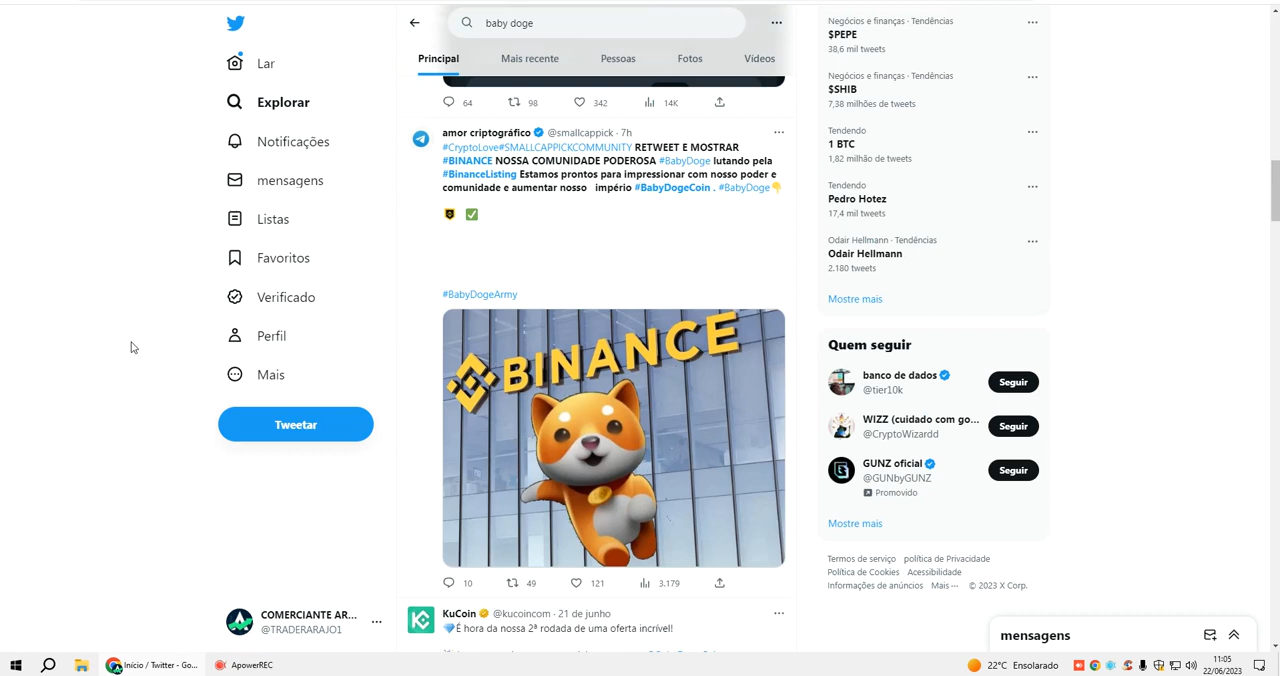 baby doge
Principal
Mais recente
Pessoas
Fotos
Vídeos
Lar
Explorar
Notificações
mensagens
Listas
Favoritos
Verificado
Perfil
Mais
Tweetar
COMERCIANTE AR...
@TRADERARAJO1
64 98 342 14K
amor criptográfico @smallcappick · 7h
#CryptoLove#SMALLCAPPICKCOMMUNITY RETWEET E MOSTRAR
#BINANCE NOSSA COMUNIDADE PODEROSA #BabyDoge lutando pela
#BinanceListing Estamos prontos para impressionar com nosso poder e
comunidade e aumentar nosso império #BabyDogeCoin . #BabyDoge👇
✅
#BabyDogeArmy
BINANCE
10 49 121 3.179
KuCoin @kucoincom · 21 de junho
💎É hora da nossa 2ª rodada de uma oferta incrível!
Negócios e finanças · Tendências
$PEPE
38,6 mil tweets
Negócios e finanças · Tendências
$SHIB
7,38 milhões de tweets
Tendendo
1 BTC
1,82 milhão de tweets
Tendendo
Pedro Hotez
17,4 mil tweets
Odair Hellmann · Tendências
Odair Hellmann
2.180 tweets
Mostre mais
Quem seguir
banco de dados
@tier10k
Seguir
WIZZ (cuidado com go...
@CryptoWizardd
Seguir
GUNZ oficial
@GUNbyGUNZ
Promovido
Seguir
Mostre mais
Termos de serviço política de Privacidade
Política de Cookies Acessibilidade
Informações de anúncios Mais ··· © 2023 X Corp.
mensagens
Início / Twitter - Go...
ApowerREC
22°C Ensolarado
11:05
22/06/2023